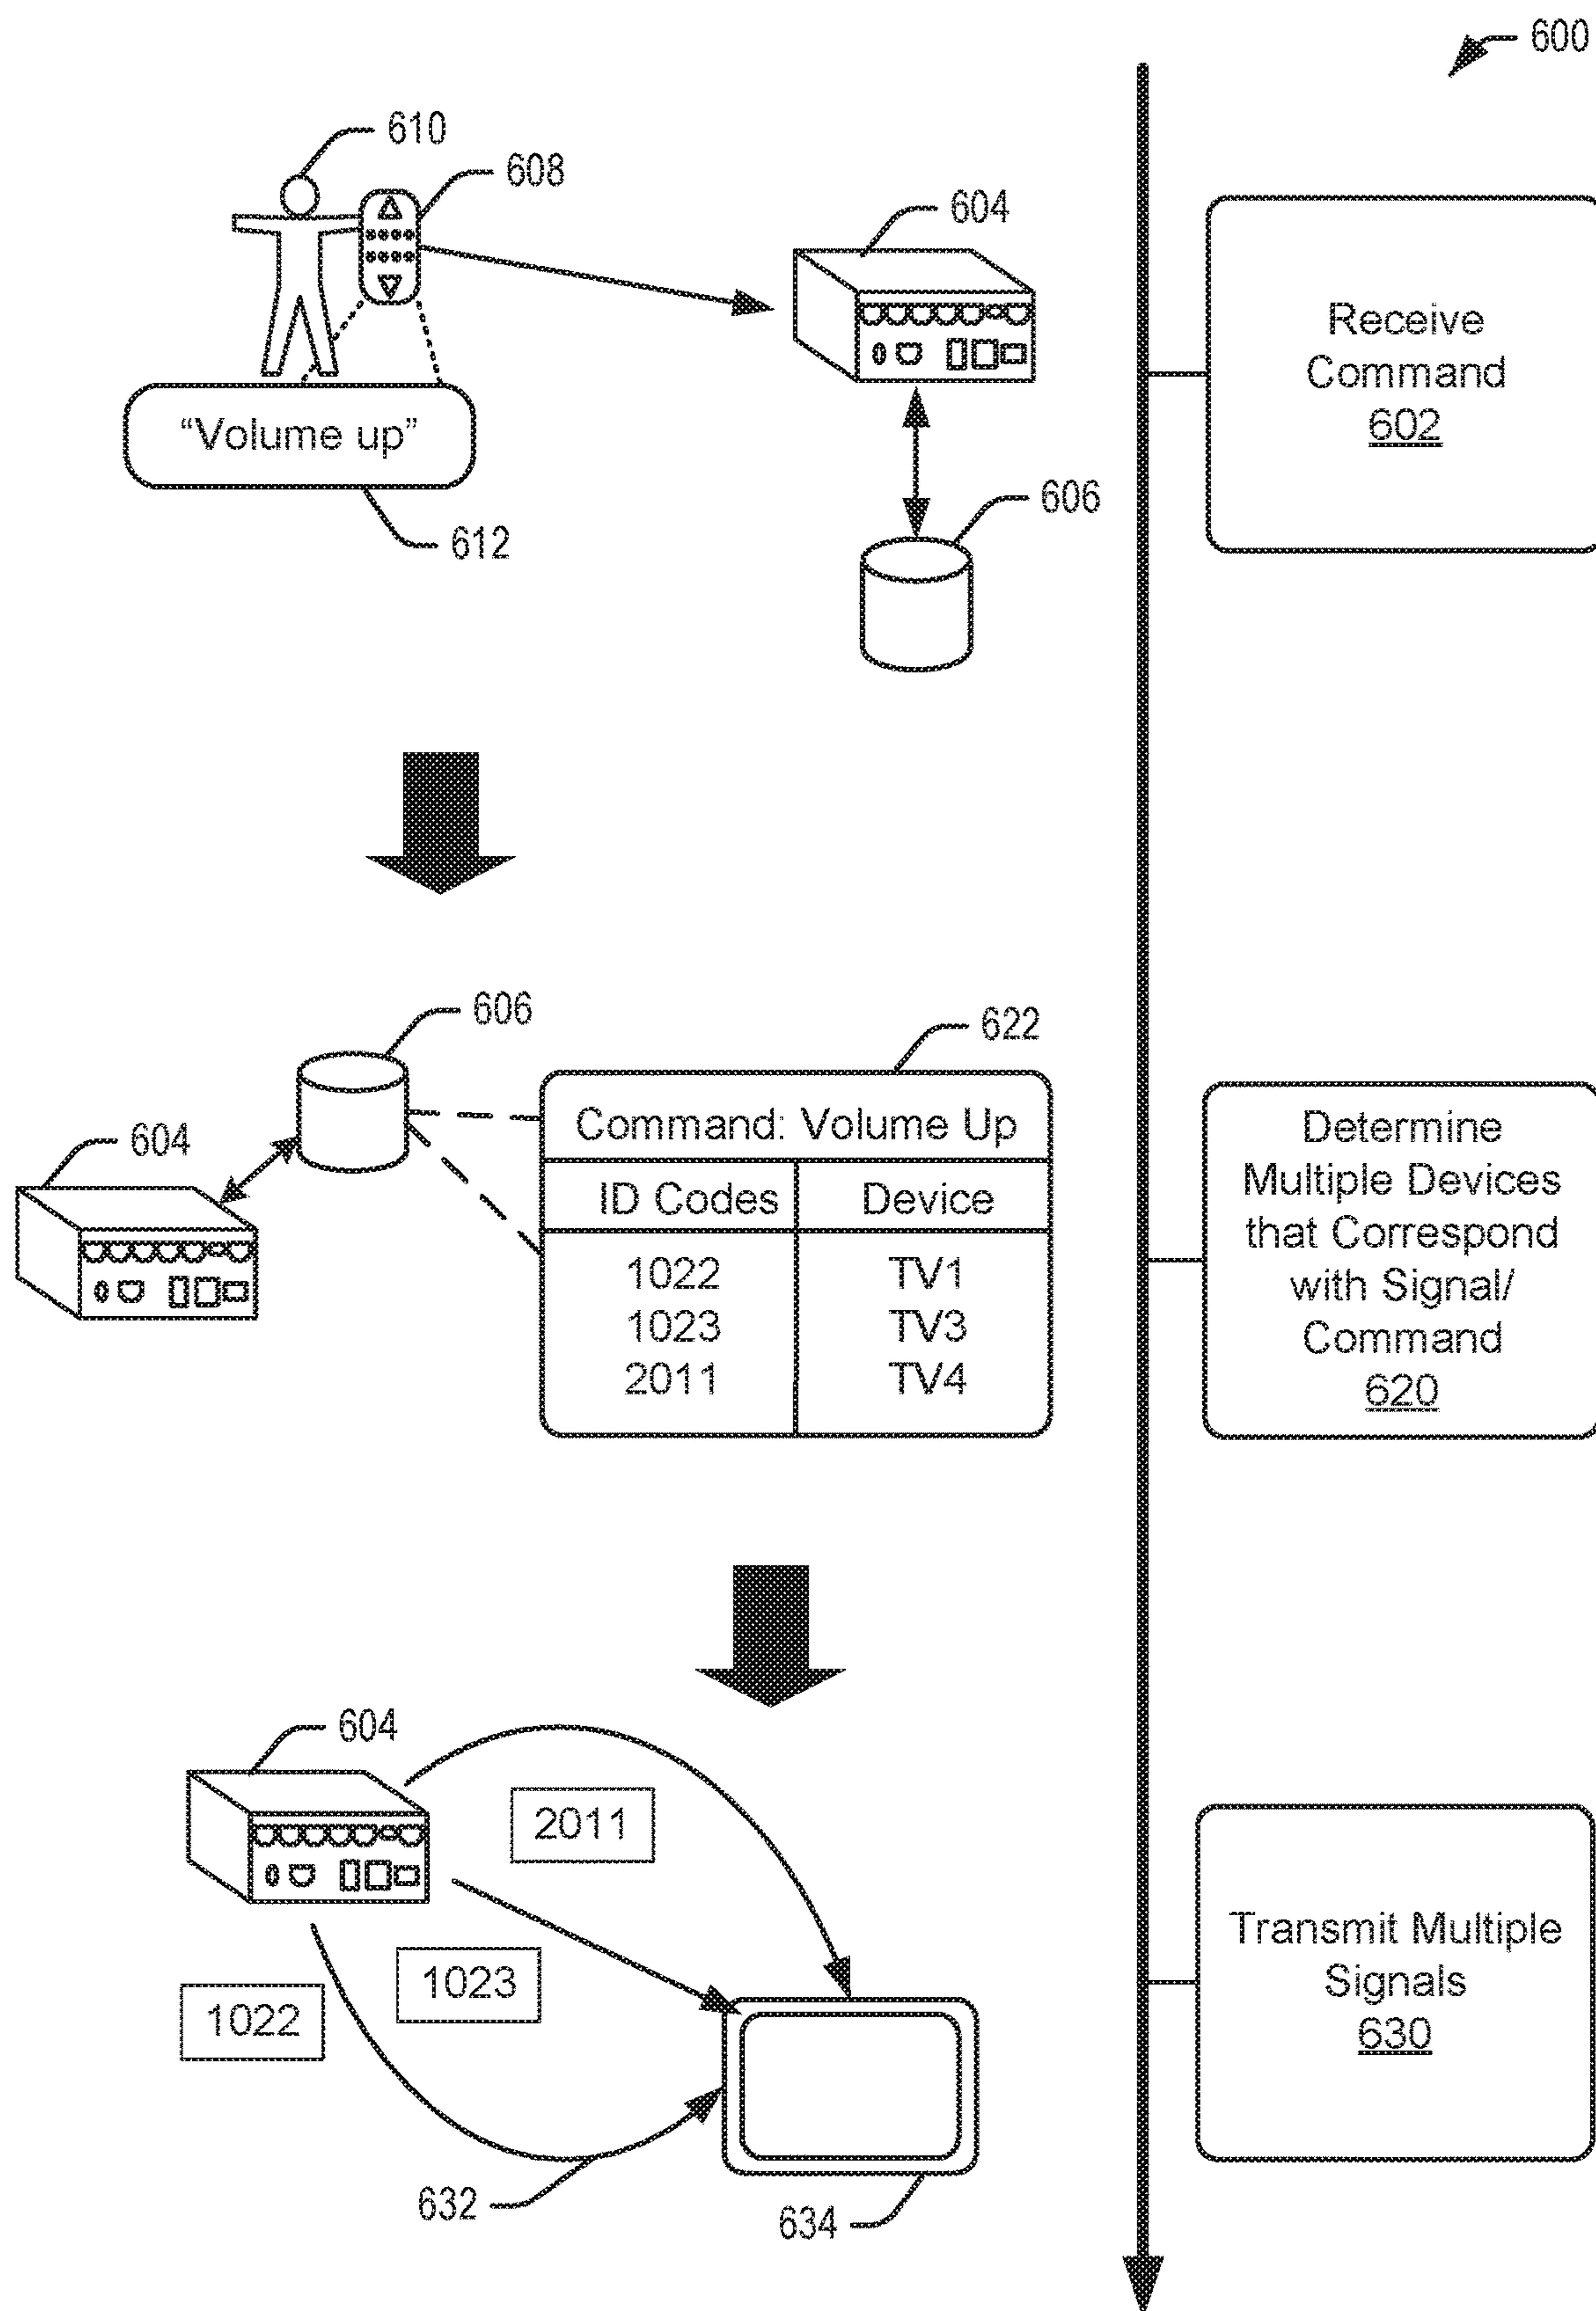 600
610
608
604
Receive
Command
602
“Volume up”
612
606
606
622
604
Command: Volume Up
ID Codes Device
1022 TV1
1023 TV3
2011 TV4
Determine
Multiple Devices
that Correspond
with Signal/
Command
620
604
2011
1023
1022
Transmit Multiple
Signals
630
632
634